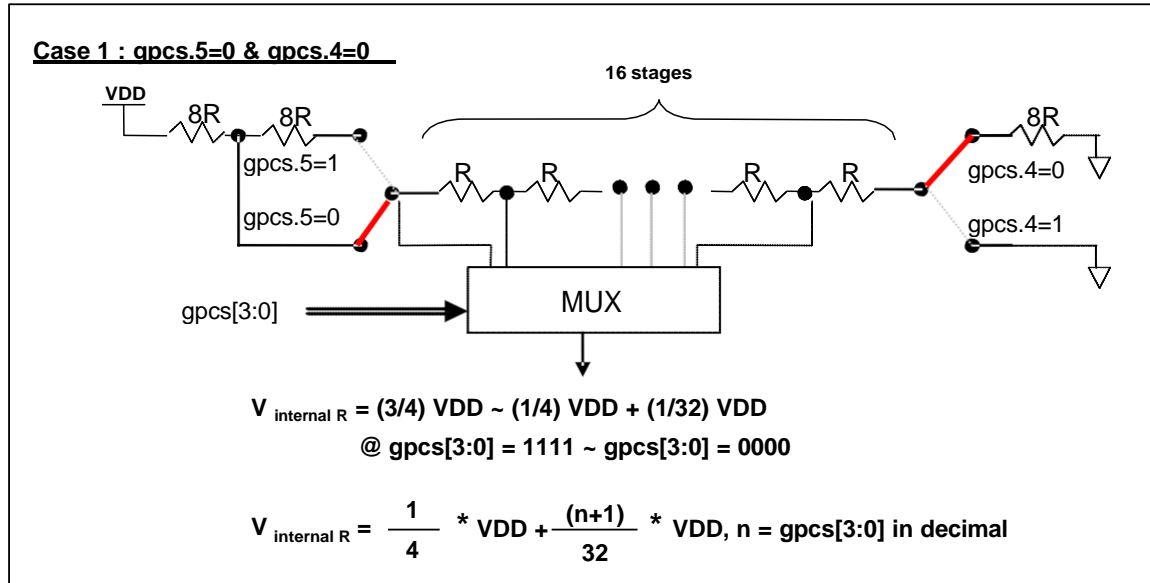 Case 1 : gpcs.5=0 & gpcs.4=0
16 stages
VDD
8R
8R
8R
gpcs.5=1
gpcs.4=0
R
R
R
R
gpcs.5=0
gpcs.4=1
MUX
gpcs[3:0]
V internal R = (3/4) VDD ~ (1/4) VDD + (1/32) VDD
@ gpcs[3:0] = 1111 ~ gpcs[3:0] = 0000
V internal R = 1/4 * VDD + (n+1)/32 * VDD, n = gpcs[3:0] in decimal